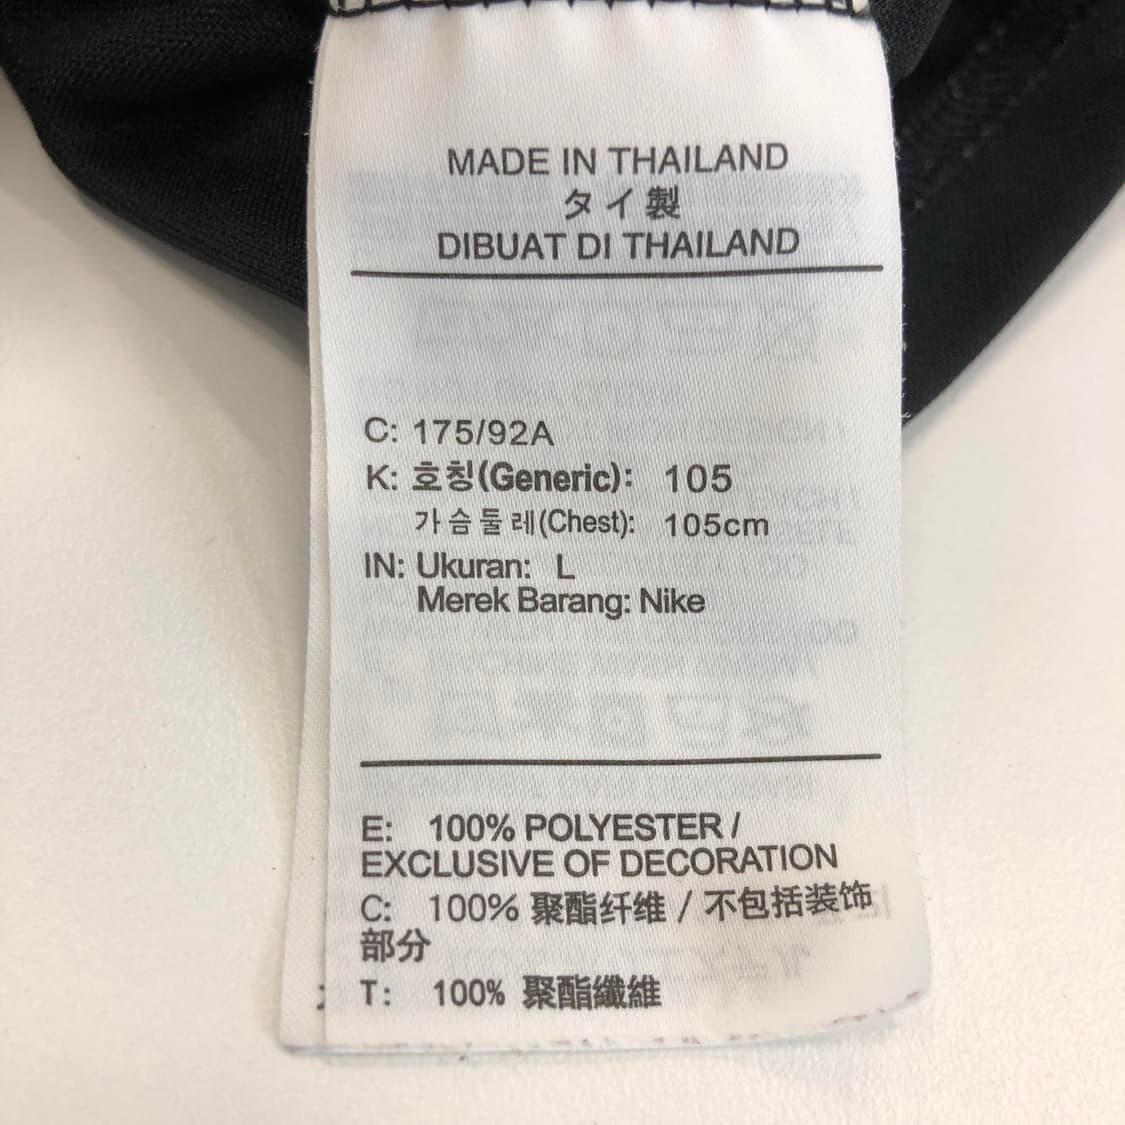 MADE IN THAILAND
タイ製
DIBUAT DI THAILAND
C: 175/92A
K: 호칭(Generic): 105
가슴둘레(Chest): 105cm
IN: Ukuran: L
Merek Barang: Nike
E: 100% POLYESTER /
EXCLUSIVE OF DECORATION
C: 100% 聚酯纤维 / 不包括装饰
部分
T: 100% 聚酯纖維